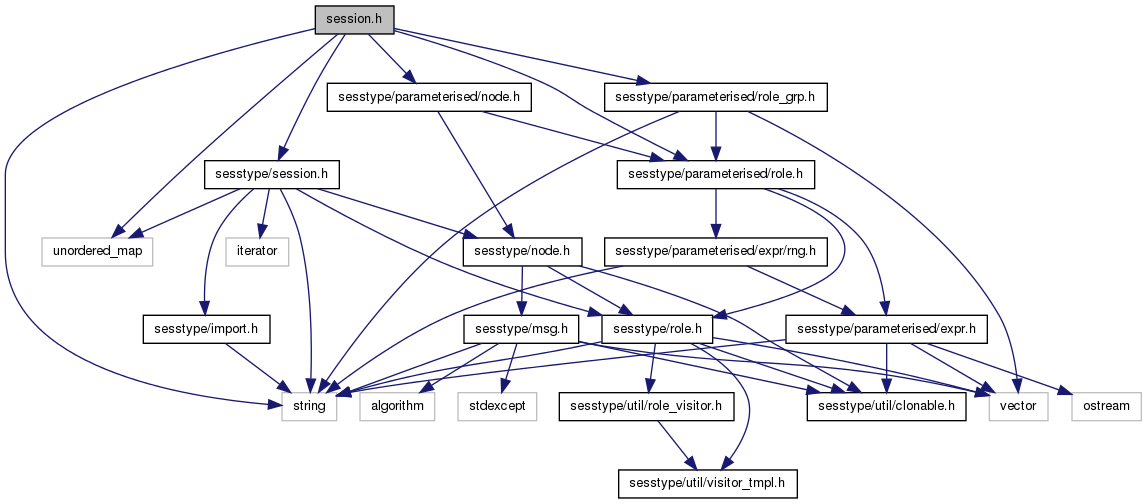 session.h
sesstype/parameterised/node.h
sesstype/parameterised/role_grp.h
sesstype/session.h
sesstype/parameterised/role.h
unordered_map
iterator
sesstype/node.h
sesstype/parameterised/expr/rng.h
sesstype/import.h
sesstype/msg.h
sesstype/role.h
sesstype/parameterised/expr.h
string
algorithm
stdexcept
sesstype/util/role_visitor.h
sesstype/util/clonable.h
vector
ostream
sesstype/util/visitor_tmpl.h